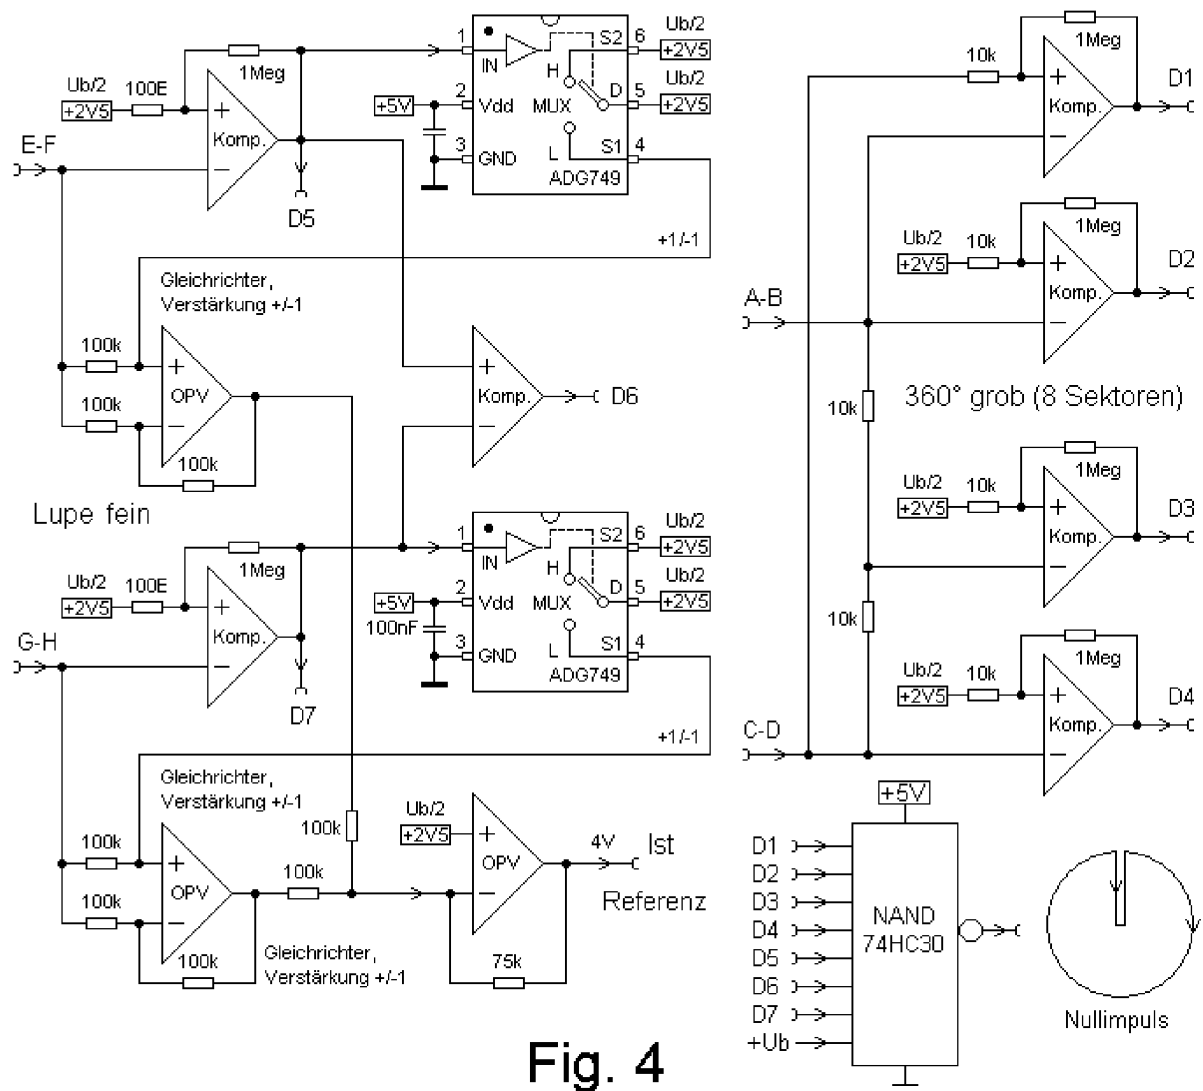 Ub/2
100E
+2V5
1Meg
+
Komp.
−
E-F
D5
1
IN
2
Vdd
+5V
3
GND
S2
6
Ub/2
+2V5
H
Ub/2
D
5
+2V5
MUX
L
S1
4
ADG749
+1/-1
Gleichrichter,
Verstärkung +/-1
100k
+
OPV
100k
−
100k
+
Komp.
−
D6
Lupe fein
Ub/2
100E
+2V5
1Meg
+
Komp.
−
G-H
D7
1
IN
2
Vdd
+5V
100nF
3
GND
S2
6
Ub/2
+2V5
H
Ub/2
D
5
+2V5
MUX
L
S1
4
ADG749
+1/-1
Gleichrichter,
Verstärkung +/-1
100k
+
OPV
100k
−
100k
Gleichrichter,
Verstärkung +/-1
100k
100k
Ub/2
+2V5
+
OPV
−
75k
4V
Ist
Referenz
10k
1Meg
+
Komp.
−
D1
Ub/2
10k
+2V5
1Meg
+
Komp.
−
D2
A-B
10k
360° grob (8 Sektoren)
Ub/2
10k
+2V5
1Meg
+
Komp.
−
D3
10k
Ub/2
10k
+2V5
1Meg
+
Komp.
−
D4
C-D
+5V
D1
D2
D3
D4
D5
D6
D7
+Ub
NAND
74HC30
Nullimpuls
Fig. 4